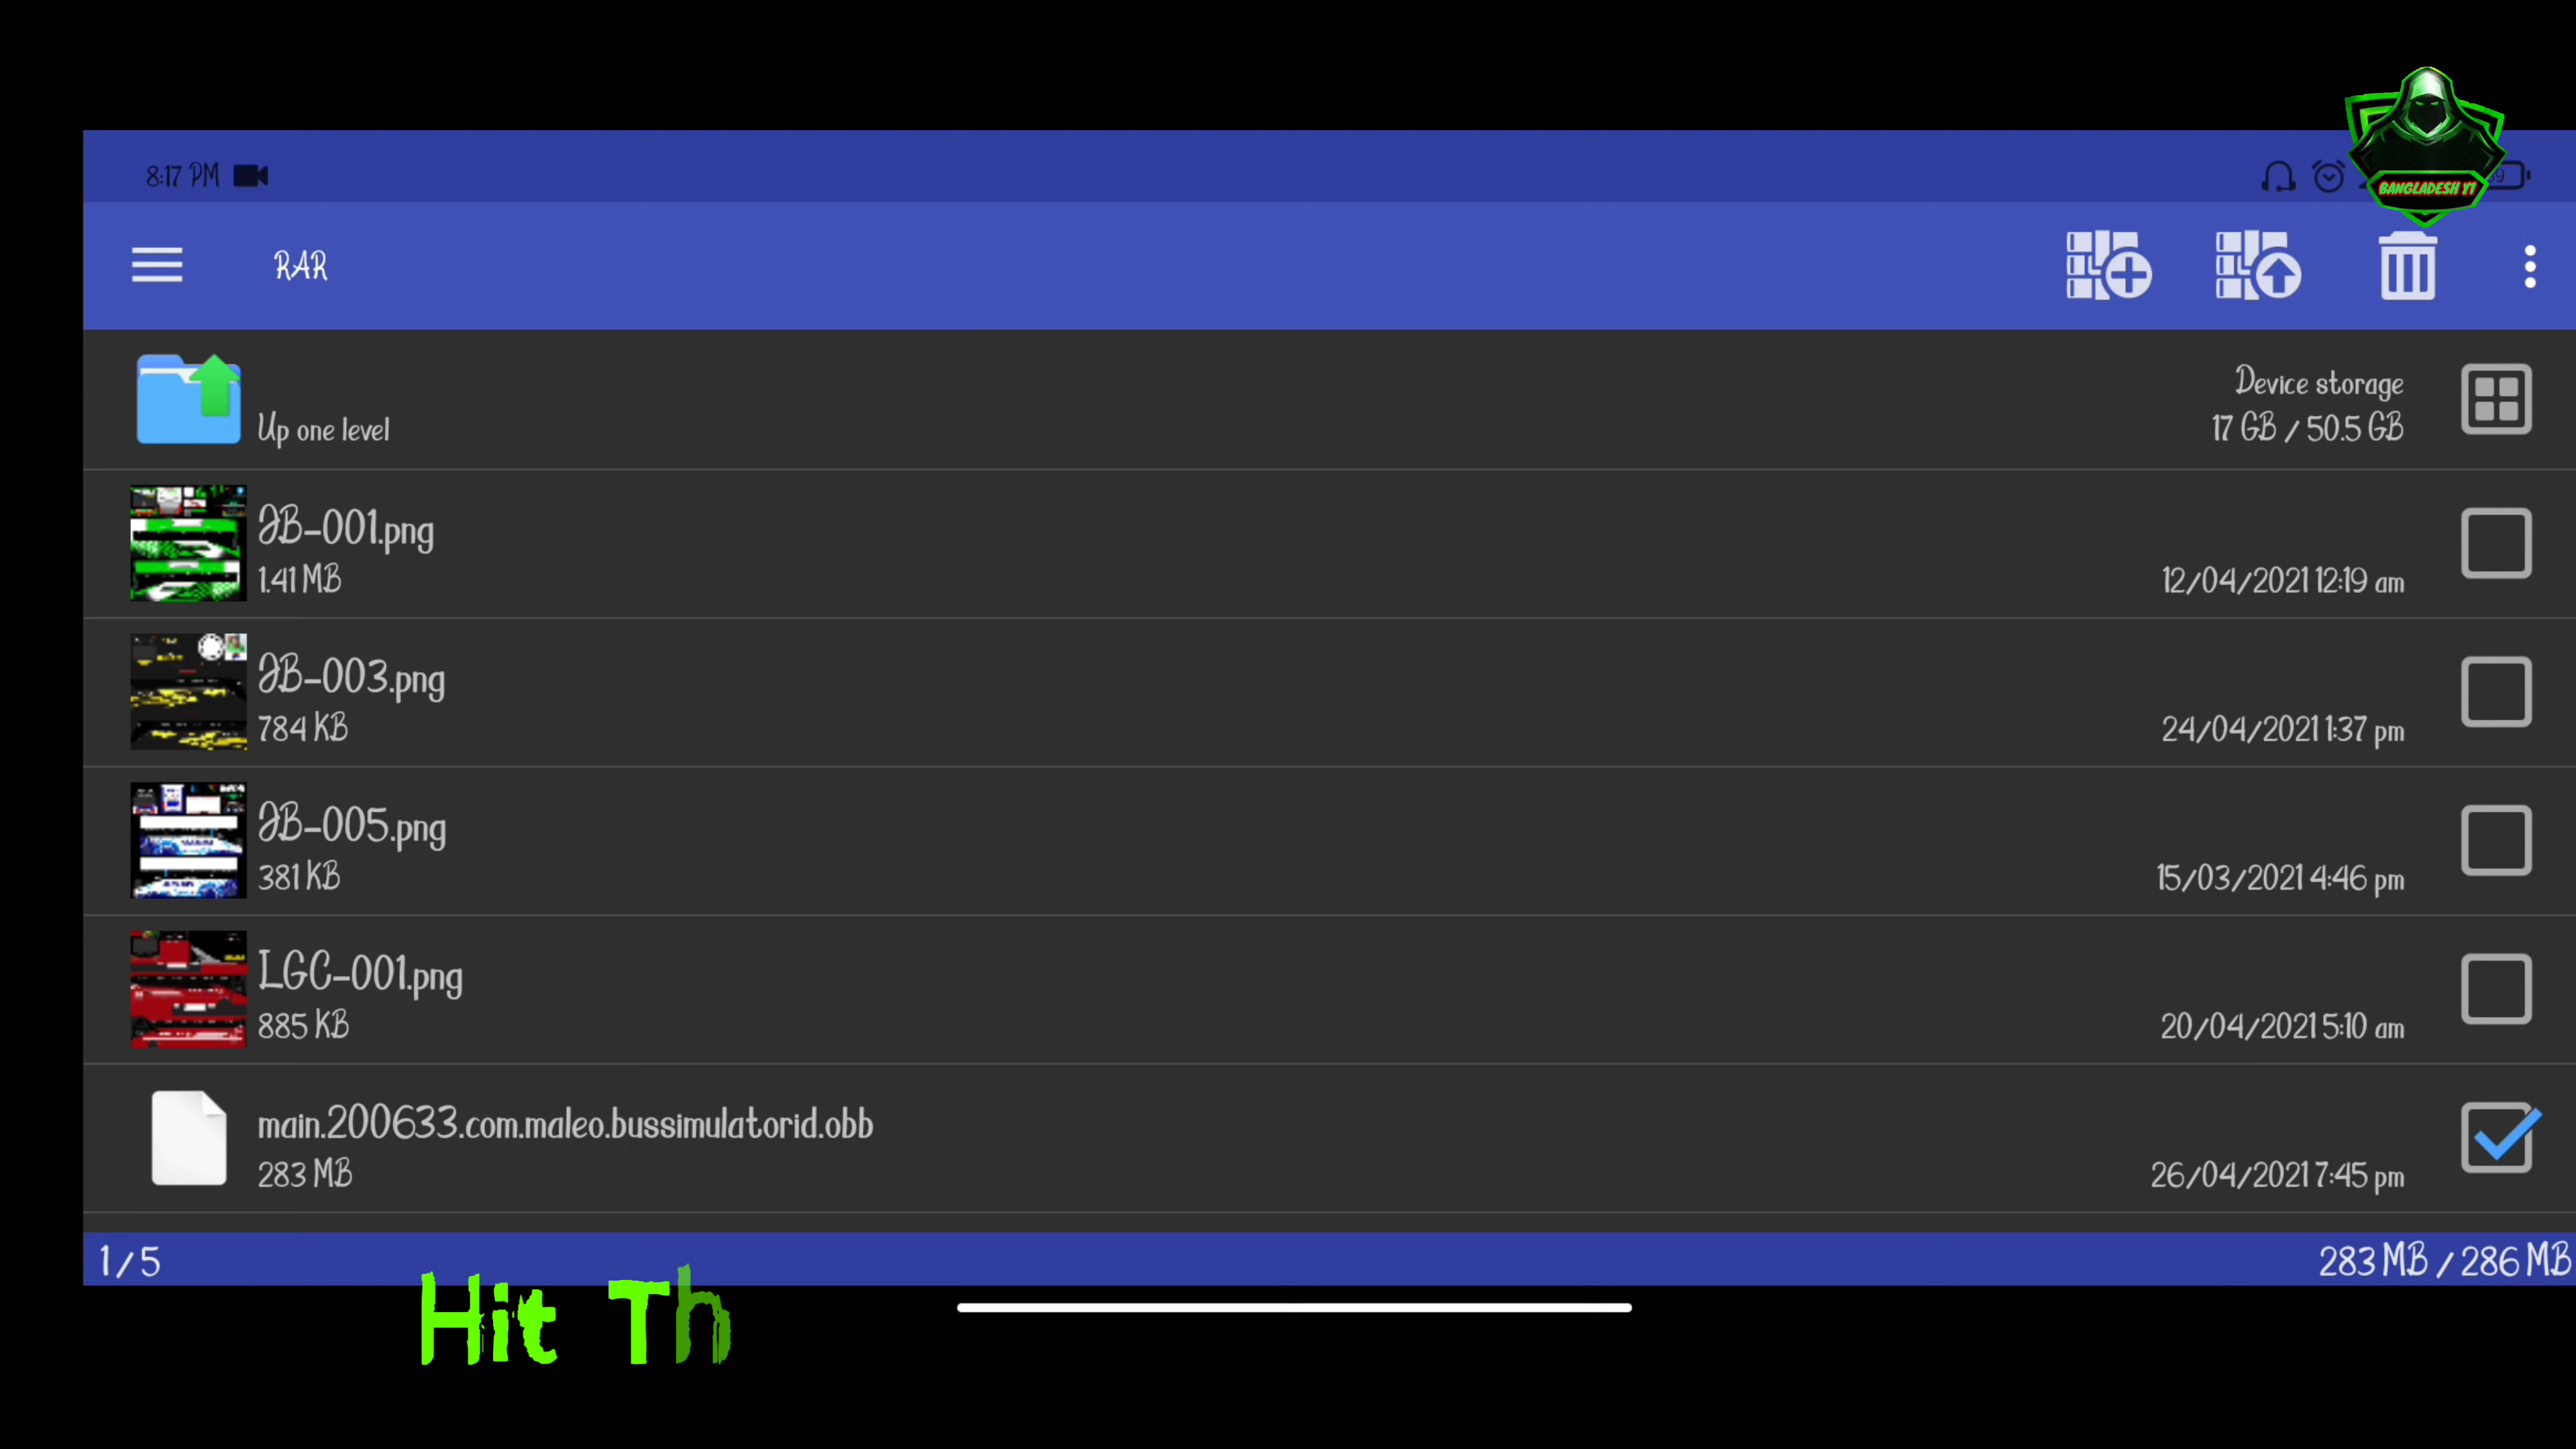 8:17 PM
BANGLADESH YT
RAR
Up one level
Device storage
17 GB / 50.5 GB
JB-001.png
1.41 MB
12/04/2021 12:19 am
JB-003.png
784 KB
24/04/2021 1:37 pm
JB-005.png
381 KB
15/03/2021 4:46 pm
LGC-001.png
885 KB
20/04/2021 5:10 am
main.200633.com.maleo.bussimulatorid.obb
283 MB
26/04/2021 7:45 pm
1/5
283 MB / 286 MB
Hit Th